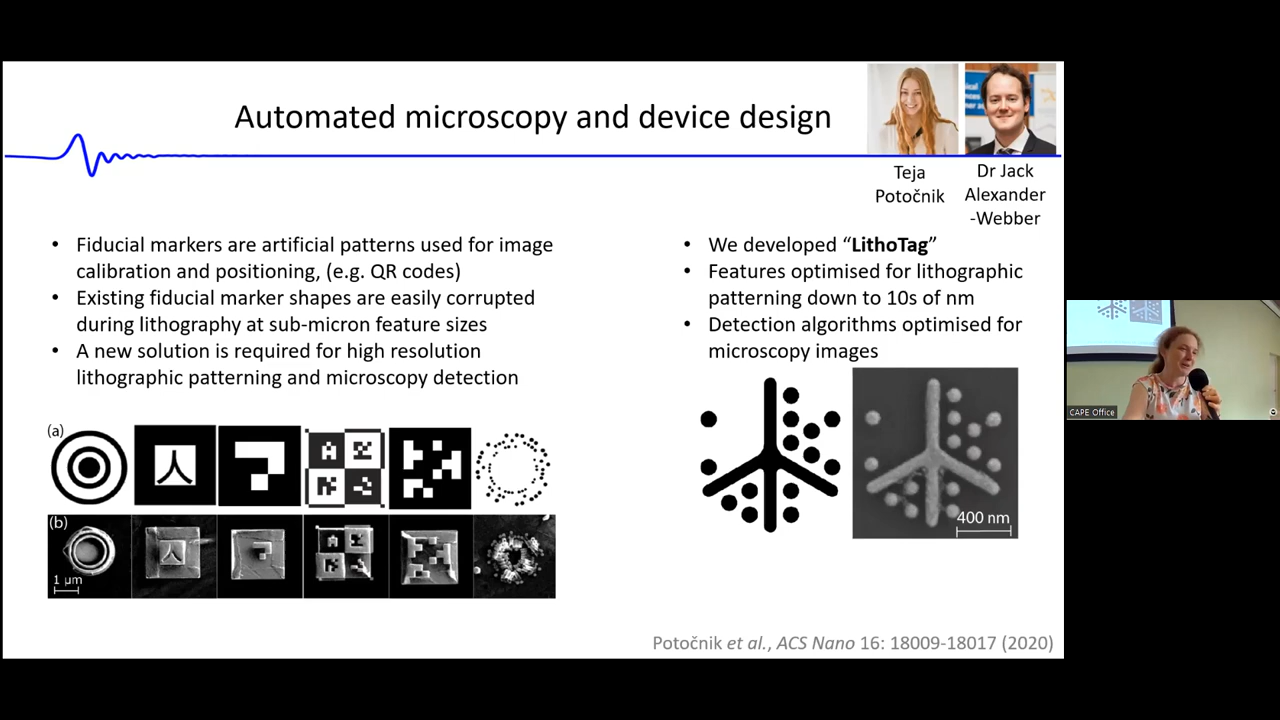 Automated microscopy and device design
Teja
Potočnik
Dr Jack
Alexander
-Webber
• Fiducial markers are artificial patterns used for image
calibration and positioning, (e.g. QR codes)
• Existing fiducial marker shapes are easily corrupted
during lithography at sub-micron feature sizes
• A new solution is required for high resolution
lithographic patterning and microscopy detection
• We developed “LithoTag”
• Features optimised for lithographic
patterning down to 10s of nm
• Detection algorithms optimised for
microscopy images
(a)
(b)
1 μm
400 nm
Potočnik et al., ACS Nano 16: 18009-18017 (2020)
CAPE Office